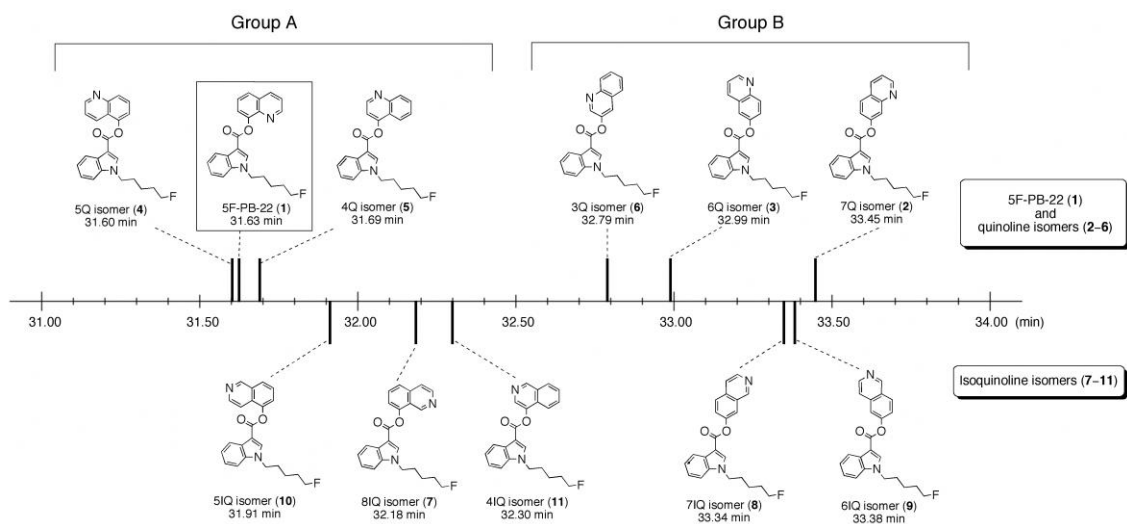 Group A
Group B
5Q isomer (4)
31.60 min
5F-PB-22 (1)
31.63 min
4Q isomer (5)
31.69 min
3Q isomer (6)
32.79 min
6Q isomer (3)
32.99 min
7Q isomer (2)
33.45 min
5F-PB-22 (1)
and
quinoline isomers (2–6)
31.00 31.50 32.00 32.50 33.00 33.50 34.00 (min)
Isoquinoline isomers (7–11)
5IQ isomer (10)
31.91 min
8IQ isomer (7)
32.18 min
4IQ isomer (11)
32.30 min
7IQ isomer (8)
33.34 min
6IQ isomer (9)
33.38 min
N O O N F
N O O N F
N O O N F
N O O N F
N O O N F
N O O N F
N O O N F
N O O N F
N O O N F
N O O N F
N O O N F